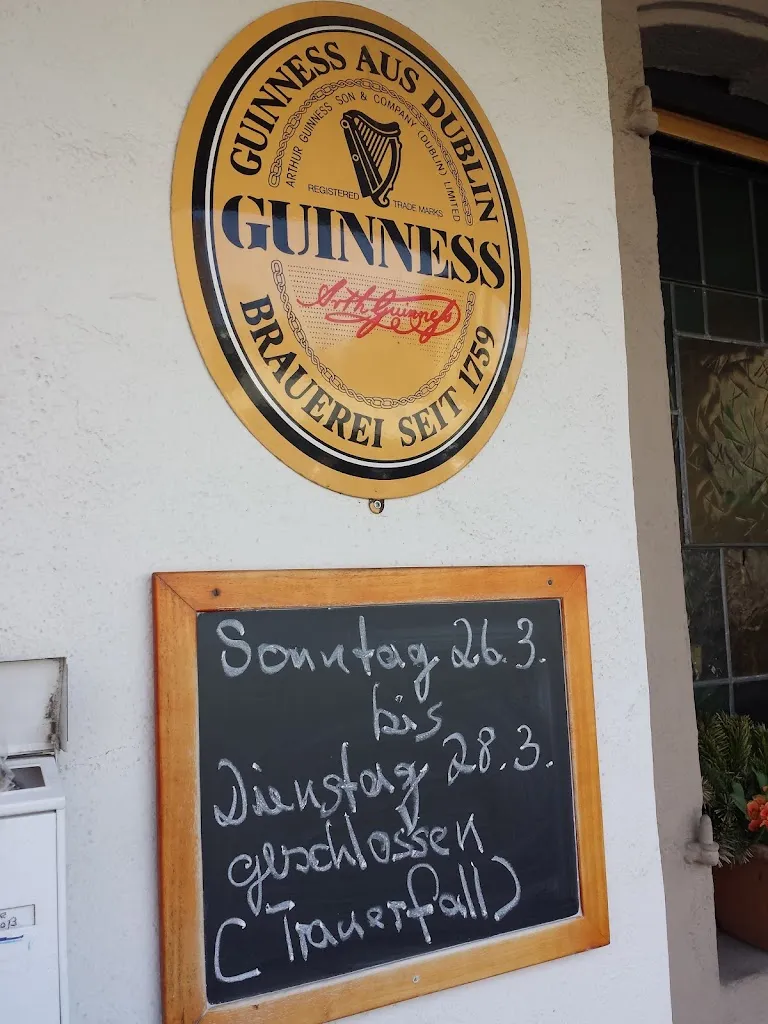 GUINNESS AUS DUBLIN
ARTHUR GUINNESS SON & COMPANY (DUBLIN) LIMITED
REGISTERED TRADE MARKS
GUINNESS
Arth Guinness
BRAUEREI SEIT 1759
Sonntag 26.3.
bis
Dienstag 28.3.
geschlossen
(Trauerfall)